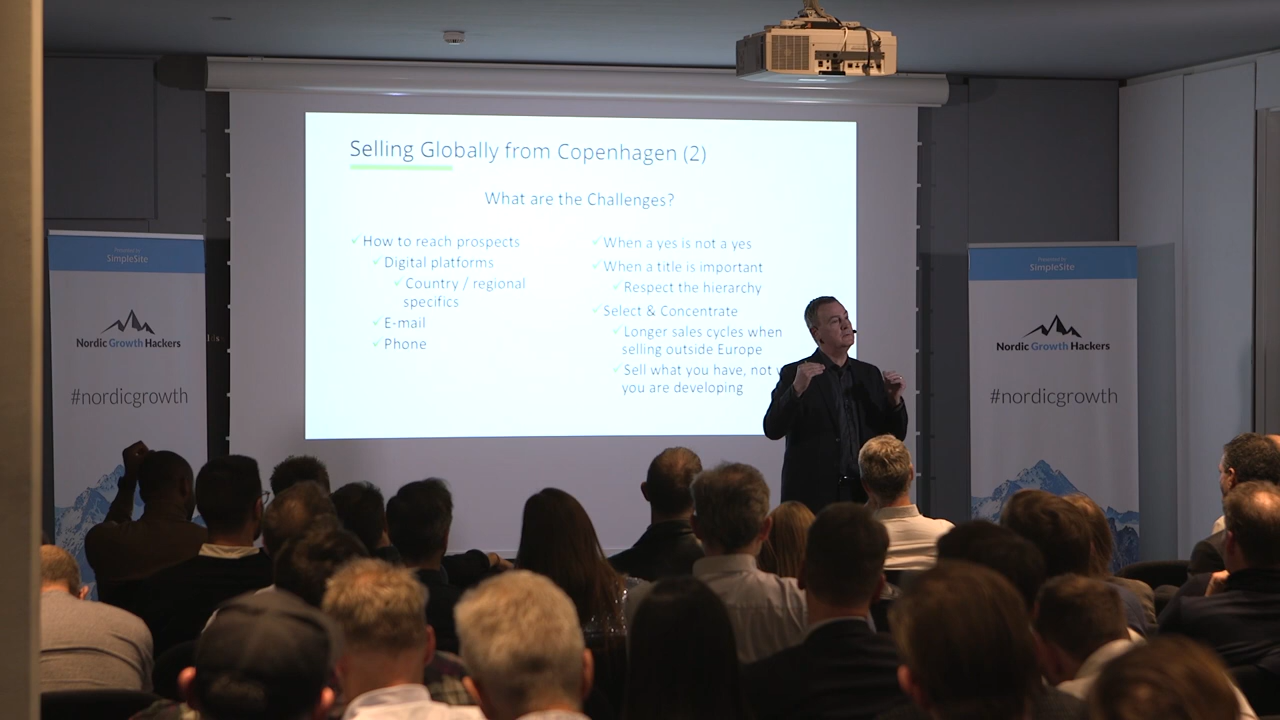 Selling Globally from Copenhagen (2)
What are the Challenges?
How to reach prospects
Digital platforms
Country / regional
specifics
E-mail
Phone
When a yes is not a yes
When a title is important
Respect the hierarchy
Select & Concentrate
Longer sales cycles when
selling outside Europe
Sell what you have, not
you are developing
SimpleSite
Nordic Growth Hackers
#nordicgrowth
SimpleSite
Nordic Growth Hackers
#nordicgrowth